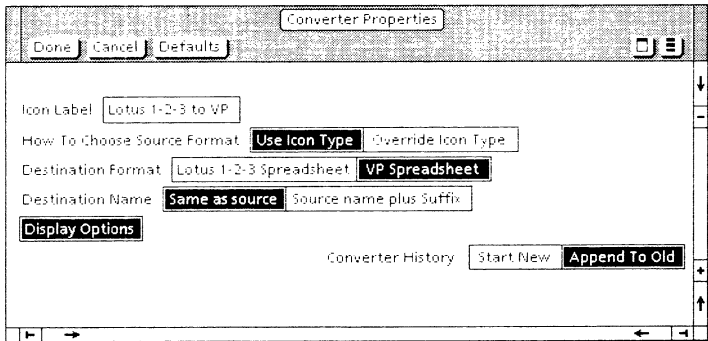 Converter Properties
Done Cancel Defaults
Icon Label Lotus 1-2-3 to VP
How To Choose Source Format Use Icon Type Override Icon Type
Destination Format Lotus 1-2-3 Spreadsheet VP Spreadsheet
Destination Name Same as source Source name plus Suffix
Display Options
Converter History Start New Append To Old